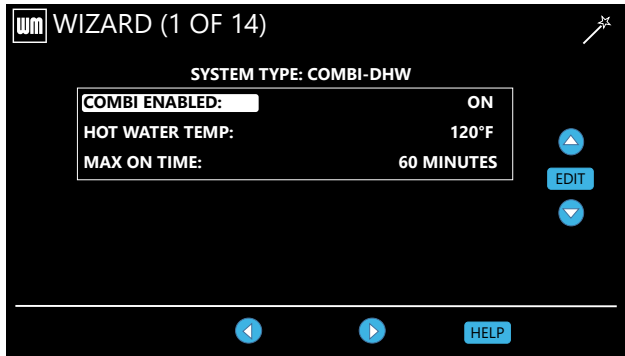 wm WIZARD (1 OF 14)
SYSTEM TYPE: COMBI-DHW
COMBI ENABLED: ON
HOT WATER TEMP: 120°F
MAX ON TIME: 60 MINUTES
EDIT
HELP